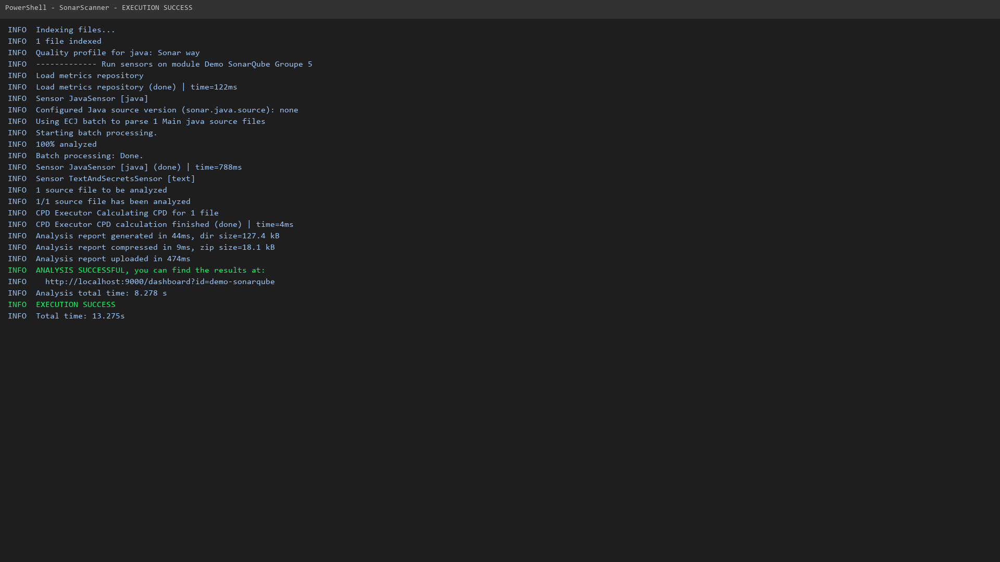 PowerShell - SonarScanner - EXECUTION SUCCESS
INFO  Indexing files...
INFO  1 file indexed
INFO  Quality profile for java: Sonar way
INFO  ------------- Run sensors on module Demo SonarQube Groupe 5
INFO  Load metrics repository
INFO  Load metrics repository (done) | time=122ms
INFO  Sensor JavaSensor [java]
INFO  Configured Java source version (sonar.java.source): none
INFO  Using ECJ batch to parse 1 Main java source files
INFO  Starting batch processing.
INFO  100% analyzed
INFO  Batch processing: Done.
INFO  Sensor JavaSensor [java] (done) | time=788ms
INFO  Sensor TextAndSecretsSensor [text]
INFO  1 source file to be analyzed
INFO  1/1 source file has been analyzed
INFO  CPD Executor Calculating CPD for 1 file
INFO  CPD Executor CPD calculation finished (done) | time=4ms
INFO  Analysis report generated in 44ms, dir size=127.4 kB
INFO  Analysis report compressed in 9ms, zip size=18.1 kB
INFO  Analysis report uploaded in 474ms
INFO  ANALYSIS SUCCESSFUL, you can find the results at:
INFO    http://localhost:9000/dashboard?id=demo-sonarqube
INFO  Analysis total time: 8.278 s
INFO  EXECUTION SUCCESS
INFO  Total time: 13.275s